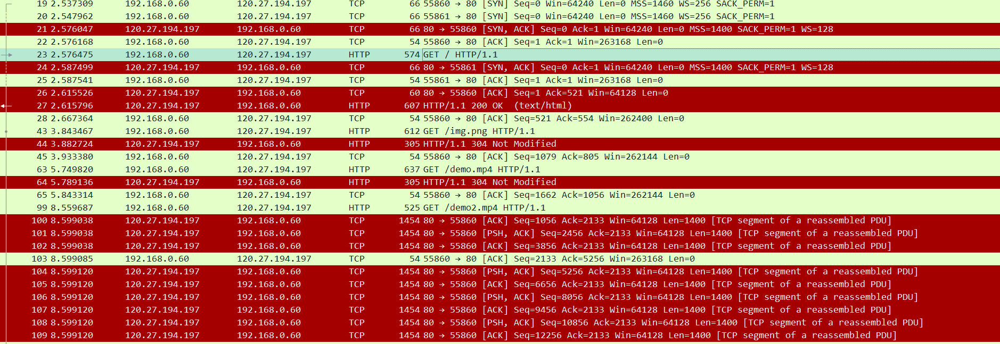 19 2.537309 192.168.0.60 120.27.194.197 TCP 66 55860 → 80 [SYN] Seq=0 Win=64240 Len=0 MSS=1460 WS=256 SACK_PERM=1
20 2.547962 192.168.0.60 120.27.194.197 TCP 66 55861 → 80 [SYN] Seq=0 Win=64240 Len=0 MSS=1460 WS=256 SACK_PERM=1
21 2.576047 120.27.194.197 192.168.0.60 TCP 66 80 → 55860 [SYN, ACK] Seq=0 Ack=1 Win=64240 Len=0 MSS=1400 SACK_PERM=1 WS=128
22 2.576168 192.168.0.60 120.27.194.197 TCP 54 55860 → 80 [ACK] Seq=1 Ack=1 Win=263168 Len=0
23 2.576475 192.168.0.60 120.27.194.197 HTTP 574 GET / HTTP/1.1
24 2.587499 120.27.194.197 192.168.0.60 TCP 66 80 → 55861 [SYN, ACK] Seq=0 Ack=1 Win=64240 Len=0 MSS=1400 SACK_PERM=1 WS=128
25 2.587541 192.168.0.60 120.27.194.197 TCP 54 55861 → 80 [ACK] Seq=1 Ack=1 Win=263168 Len=0
26 2.615526 120.27.194.197 192.168.0.60 TCP 60 80 → 55860 [ACK] Seq=1 Ack=521 Win=64128 Len=0
27 2.615796 120.27.194.197 192.168.0.60 HTTP 607 HTTP/1.1 200 OK (text/html)
28 2.667364 192.168.0.60 120.27.194.197 TCP 54 55860 → 80 [ACK] Seq=521 Ack=554 Win=262400 Len=0
43 3.843467 192.168.0.60 120.27.194.197 HTTP 612 GET /img.png HTTP/1.1
44 3.882724 120.27.194.197 192.168.0.60 HTTP 305 HTTP/1.1 304 Not Modified
45 3.933380 192.168.0.60 120.27.194.197 TCP 54 55860 → 80 [ACK] Seq=1079 Ack=805 Win=262144 Len=0
63 5.749820 192.168.0.60 120.27.194.197 HTTP 637 GET /demo.mp4 HTTP/1.1
64 5.789136 120.27.194.197 192.168.0.60 HTTP 305 HTTP/1.1 304 Not Modified
65 5.843314 192.168.0.60 120.27.194.197 TCP 54 55860 → 80 [ACK] Seq=1662 Ack=1056 Win=262144 Len=0
99 8.559687 192.168.0.60 120.27.194.197 HTTP 525 GET /demo2.mp4 HTTP/1.1
100 8.599038 120.27.194.197 192.168.0.60 TCP 1454 80 → 55860 [ACK] Seq=1056 Ack=2133 Win=64128 Len=1400 [TCP segment of a reassembled PDU]
101 8.599038 120.27.194.197 192.168.0.60 TCP 1454 80 → 55860 [PSH, ACK] Seq=2456 Ack=2133 Win=64128 Len=1400 [TCP segment of a reassembled PDU]
102 8.599038 120.27.194.197 192.168.0.60 TCP 1454 80 → 55860 [ACK] Seq=3856 Ack=2133 Win=64128 Len=1400 [TCP segment of a reassembled PDU]
103 8.599085 192.168.0.60 120.27.194.197 TCP 54 55860 → 80 [ACK] Seq=2133 Ack=5256 Win=263168 Len=0
104 8.599120 120.27.194.197 192.168.0.60 TCP 1454 80 → 55860 [PSH, ACK] Seq=5256 Ack=2133 Win=64128 Len=1400 [TCP segment of a reassembled PDU]
105 8.599120 120.27.194.197 192.168.0.60 TCP 1454 80 → 55860 [ACK] Seq=6656 Ack=2133 Win=64128 Len=1400 [TCP segment of a reassembled PDU]
106 8.599120 120.27.194.197 192.168.0.60 TCP 1454 80 → 55860 [PSH, ACK] Seq=8056 Ack=2133 Win=64128 Len=1400 [TCP segment of a reassembled PDU]
107 8.599120 120.27.194.197 192.168.0.60 TCP 1454 80 → 55860 [ACK] Seq=9456 Ack=2133 Win=64128 Len=1400 [TCP segment of a reassembled PDU]
108 8.599120 120.27.194.197 192.168.0.60 TCP 1454 80 → 55860 [PSH, ACK] Seq=10856 Ack=2133 Win=64128 Len=1400 [TCP segment of a reassembled PDU]
109 8.599120 120.27.194.197 192.168.0.60 TCP 1454 80 → 55860 [ACK] Seq=12256 Ack=2133 Win=64128 Len=1400 [TCP segment of a reassembled PDU]